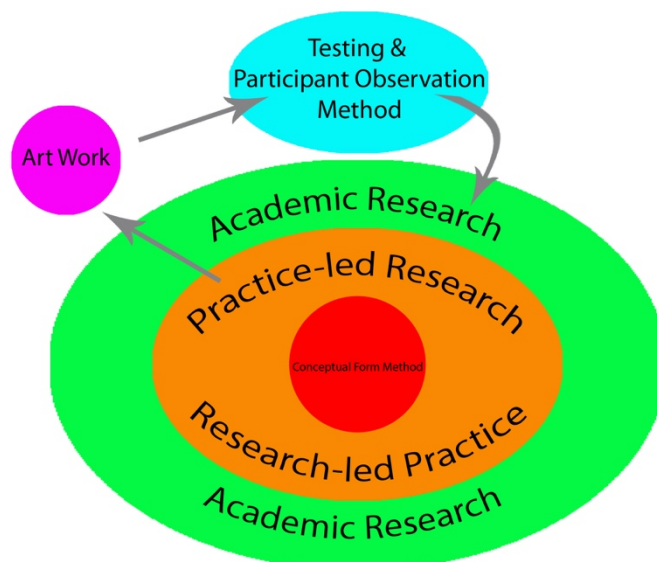 Testing &
Participant Observation
Method
Art Work
Academic Research
Practice-led Research
Conceptual Form Method
Research-led Practice
Academic Research